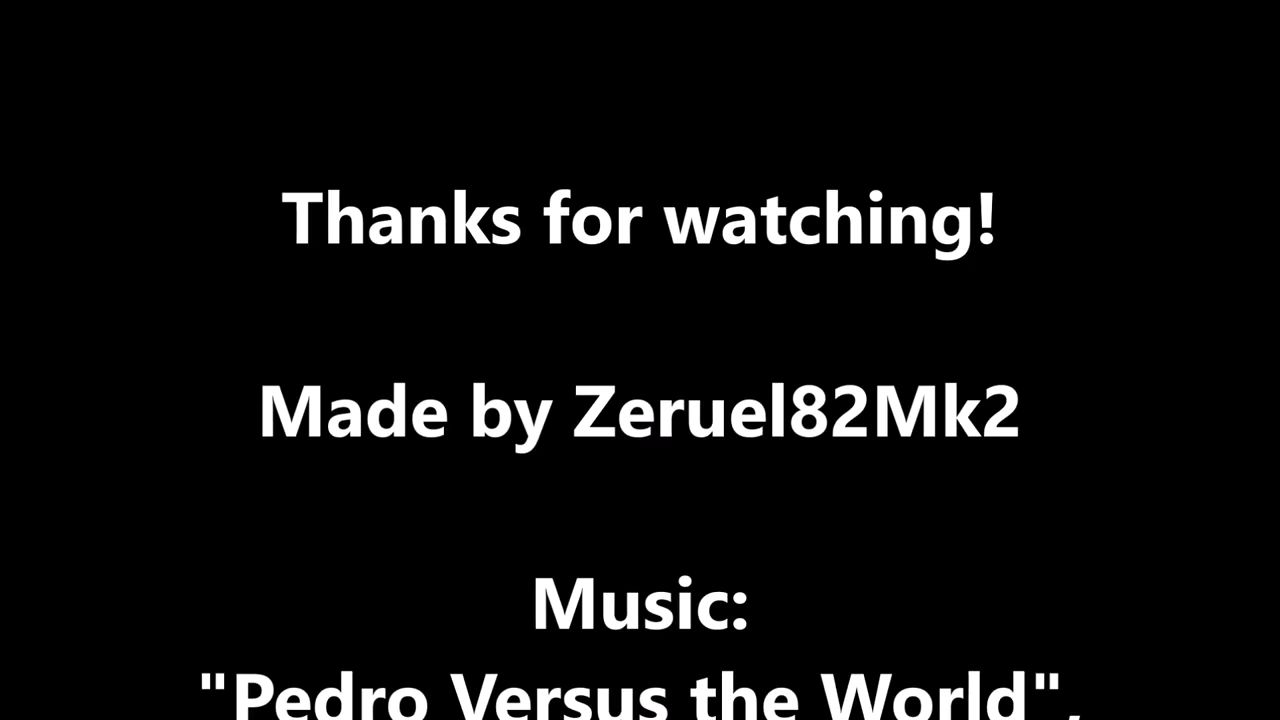 Thanks for watching!
Made by Zeruel82Mk2
Music:
"Pedro Versus the World",